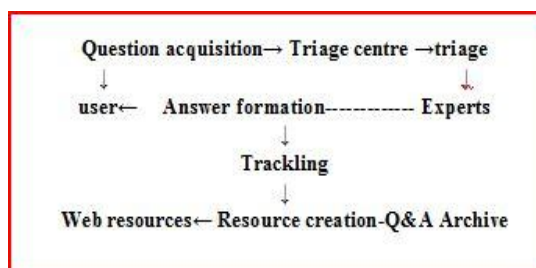 Question acquisition→ Triage centre →triage
↓ ↓
user← Answer formation------------- Experts
↓
Trackling
↓
Web resources← Resource creation-Q&A Archive